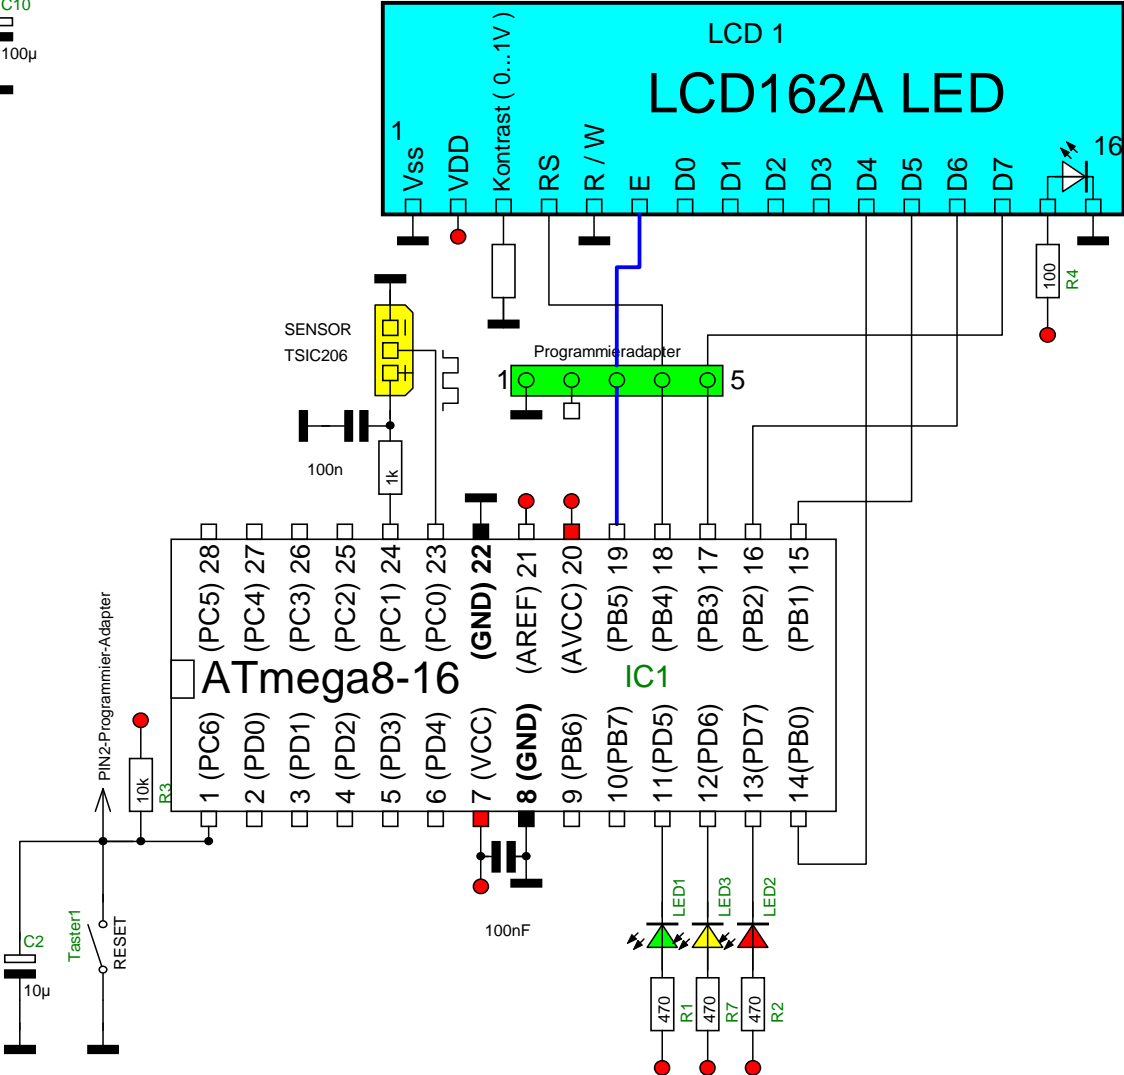 C10
100µ
LCD 1
LCD162A LED
1
16
Vss
VDD
Kontrast ( 0...1V )
RS
R / W
E
D0
D1
D2
D3
D4
D5
D6
D7
100
R4
SENSOR
TSIC206
Programmieradapter
1
5
100n
1k
(PC5) 28
(PC4) 27
(PC3) 26
(PC2) 25
(PC1) 24
(PC0) 23
(GND) 22
(AREF) 21
(AVCC) 20
(PB5) 19
(PB4) 18
(PB3) 17
(PB2) 16
(PB1) 15
ATmega8-16
IC1
PIN2-Programmier-Adapter
10k
R3
1 (PC6)
2 (PD0)
3 (PD1)
4 (PD2)
5 (PD3)
6 (PD4)
7 (VCC)
8 (GND)
9 (PB6)
10(PB7)
11(PD5)
12(PD6)
13(PD7)
14(PB0)
100nF
LED1
LED3
LED2
Taster1
RESET
C2
10µ
470
R1
470
R7
470
R2